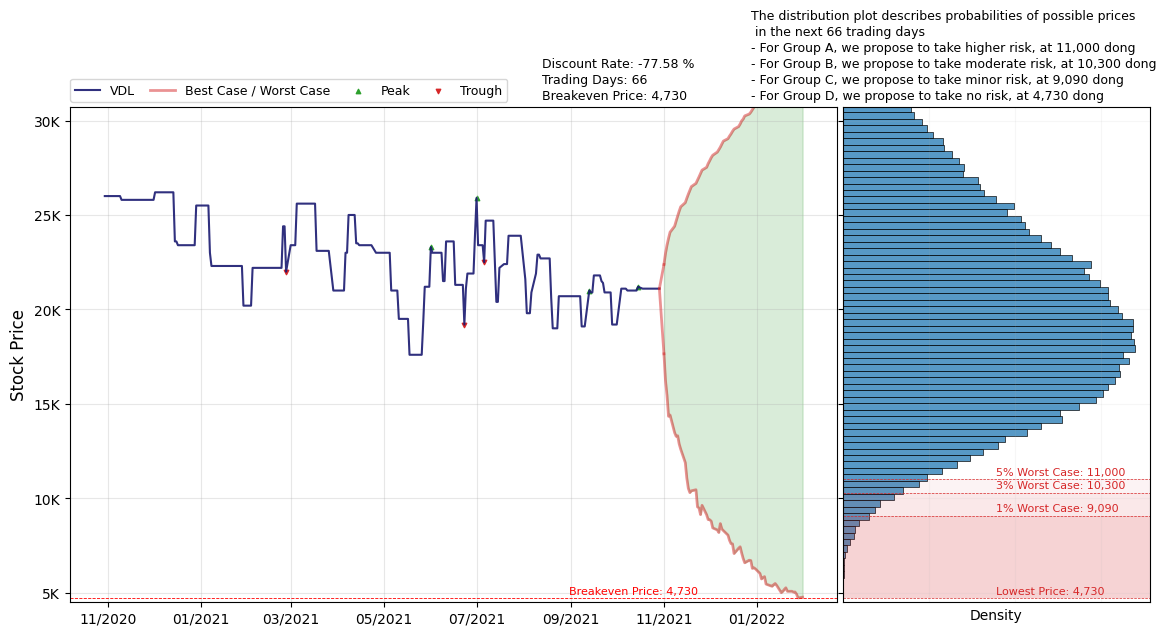 The distribution plot describes probabilities of possible prices
in the next 66 trading days
- For Group A, we propose to take higher risk, at 11,000 dong
- For Group B, we propose to take moderate risk, at 10,300 dong
- For Group C, we propose to take minor risk, at 9,090 dong
- For Group D, we propose to take no risk, at 4,730 dong
Discount Rate: -77.58 %
Trading Days: 66
Breakeven Price: 4,730
VDL Best Case / Worst Case Peak Trough
Stock Price
30K
25K
20K
15K
10K
5K
Breakeven Price: 4,730
11/2020 01/2021 03/2021 05/2021 07/2021 09/2021 11/2021 01/2022
5% Worst Case: 11,000
3% Worst Case: 10,300
1% Worst Case: 9,090
Lowest Price: 4,730
Density